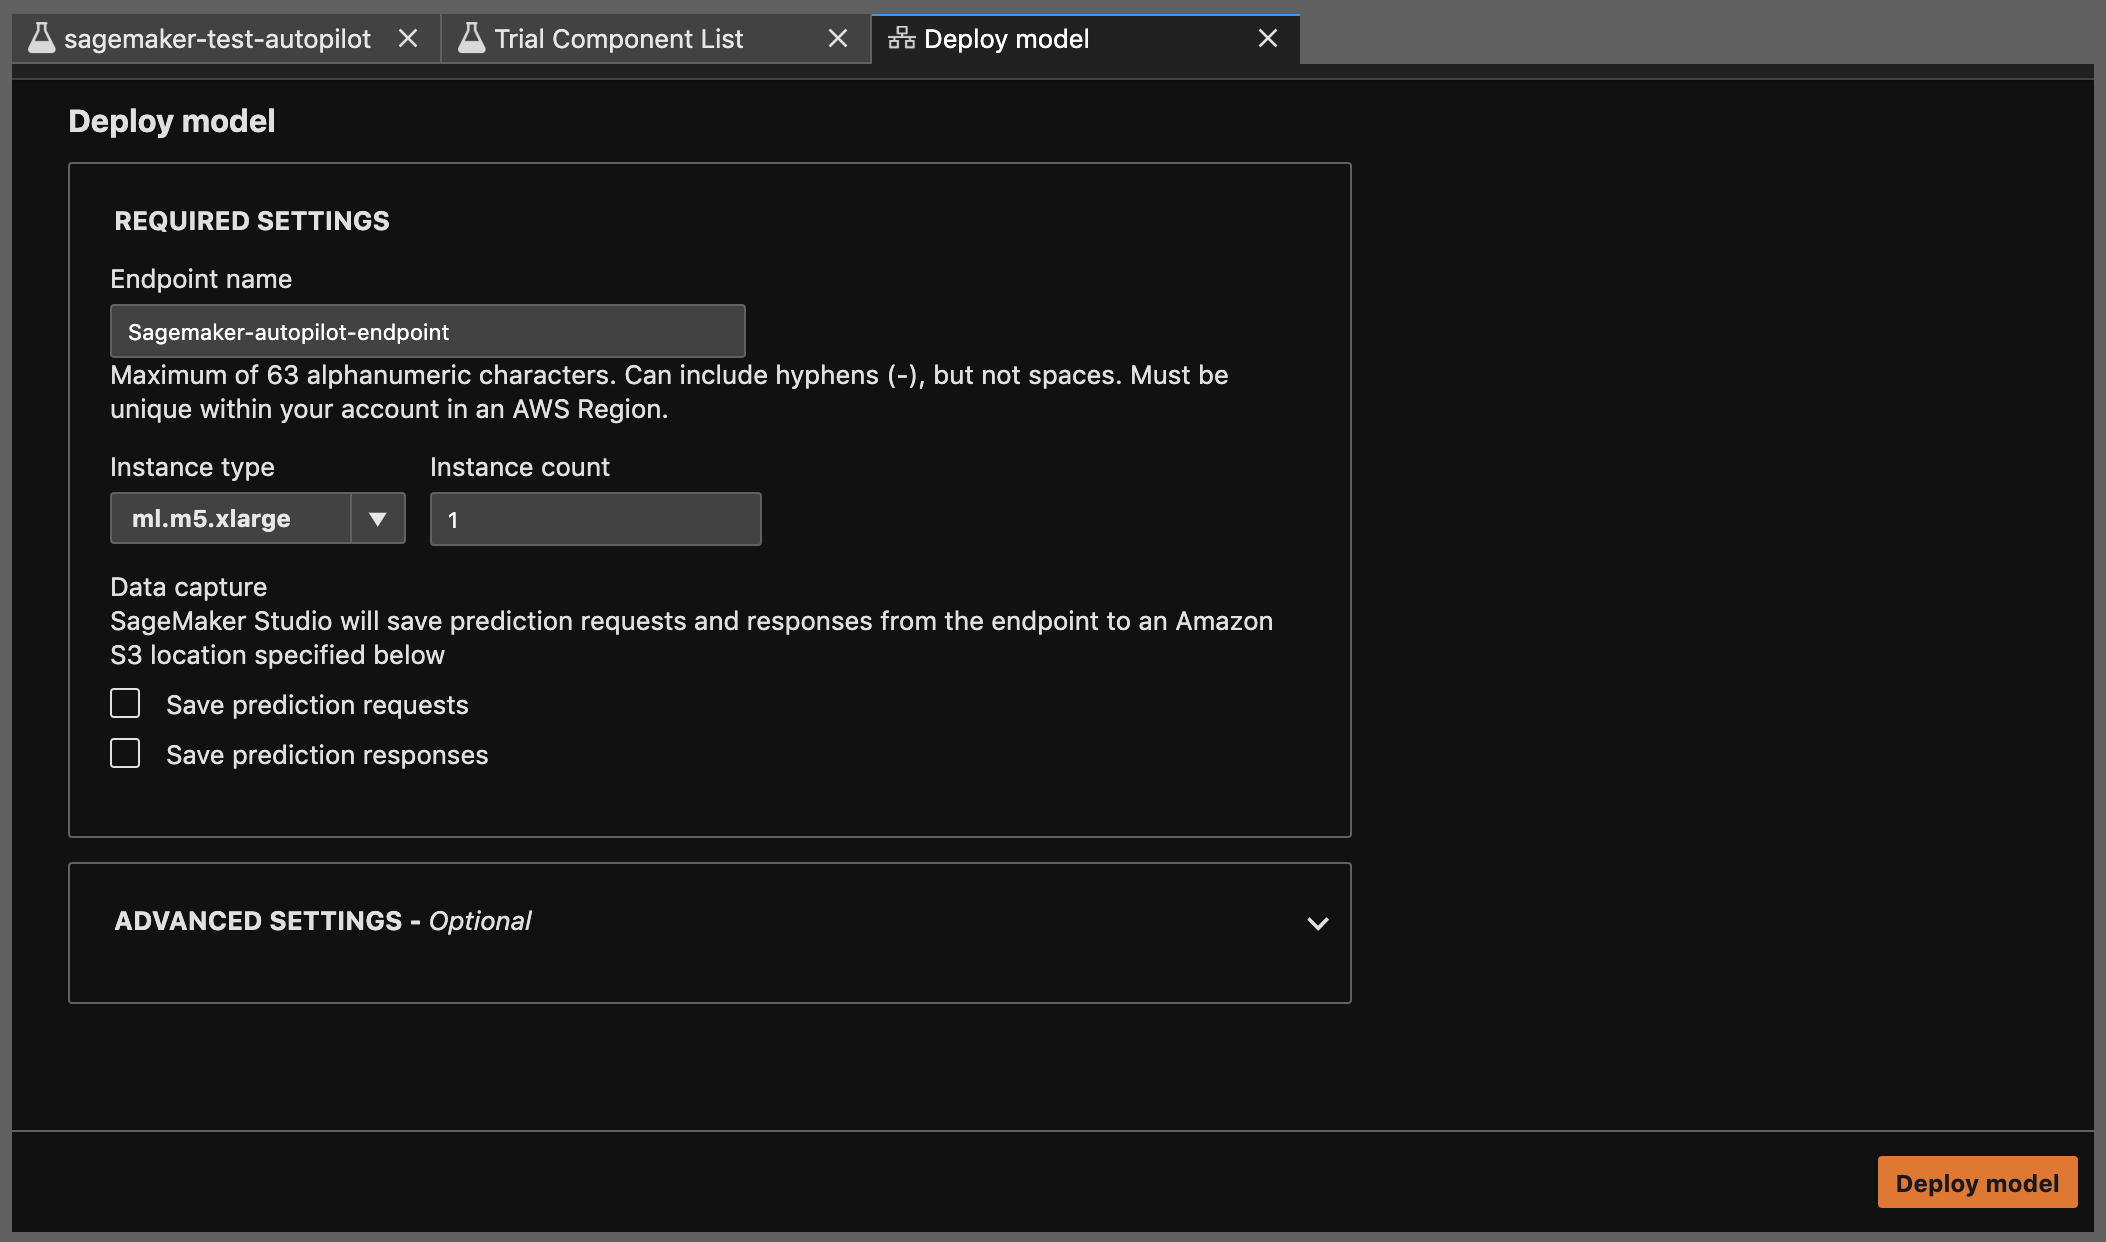 sagemaker-test-autopilot
Trial Component List
Deploy model
Deploy model
REQUIRED SETTINGS
Endpoint name
Sagemaker-autopilot-endpoint
Maximum of 63 alphanumeric characters. Can include hyphens (-), but not spaces. Must be
unique within your account in an AWS Region.
Instance type
Instance count
ml.m5.xlarge
1
Data capture
SageMaker Studio will save prediction requests and responses from the endpoint to an Amazon
S3 location specified below
Save prediction requests
Save prediction responses
ADVANCED SETTINGS - Optional
Deploy model